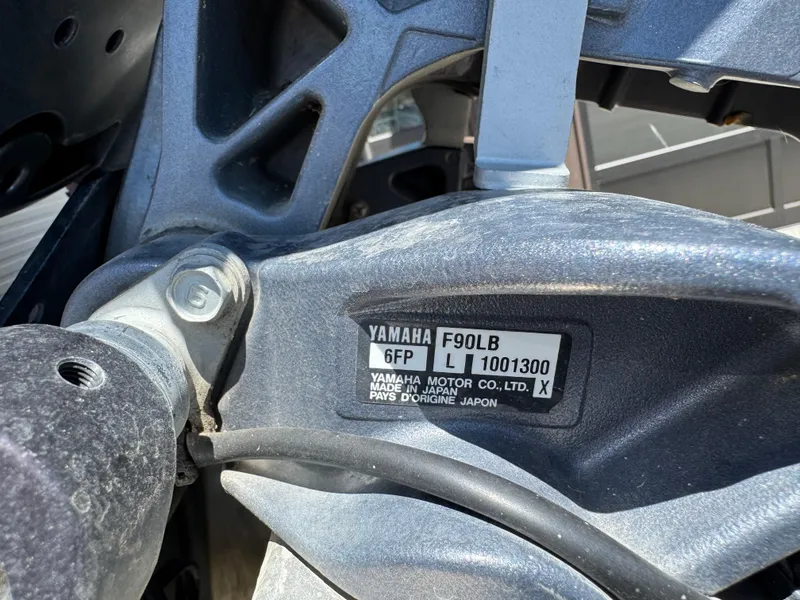 YAMAHA F90LB
6FP L 1001300
YAMAHA MOTOR CO., LTD. X
MADE IN JAPAN
PAYS D'ORIGINE JAPON